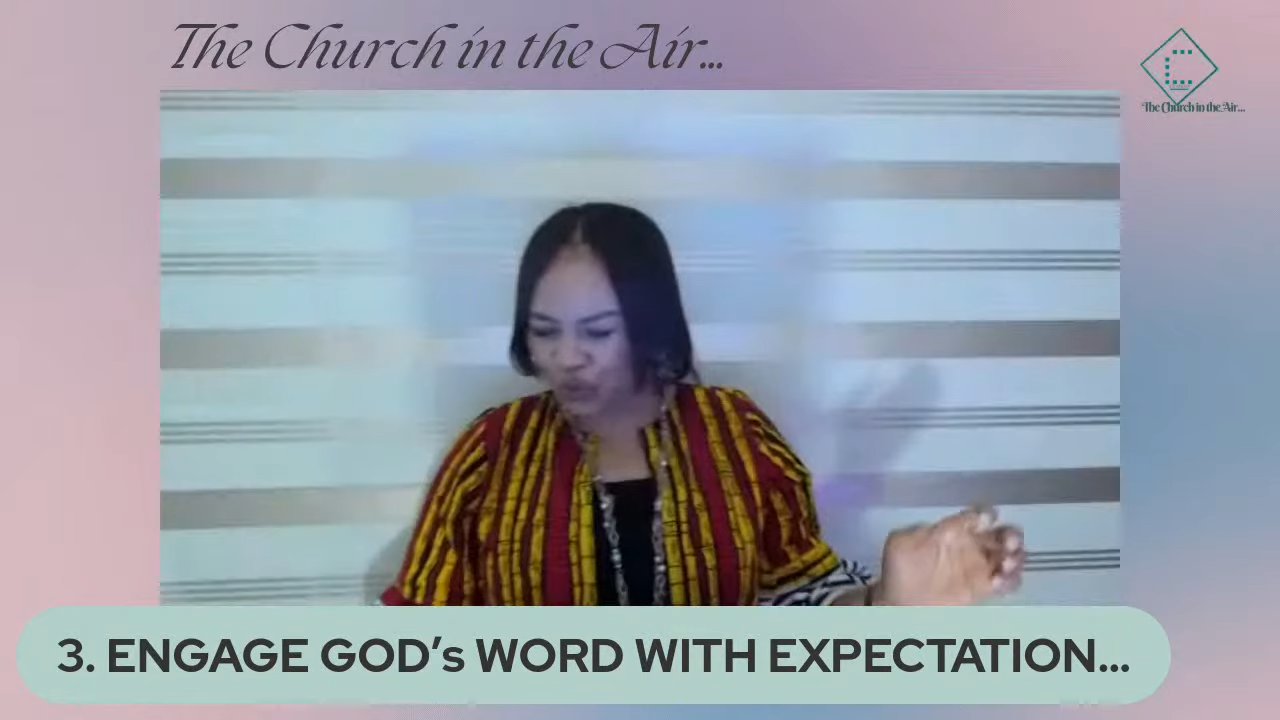 The Church in the Air...
The Church in the Air...
3. ENGAGE GOD's WORD WITH EXPECTATION...